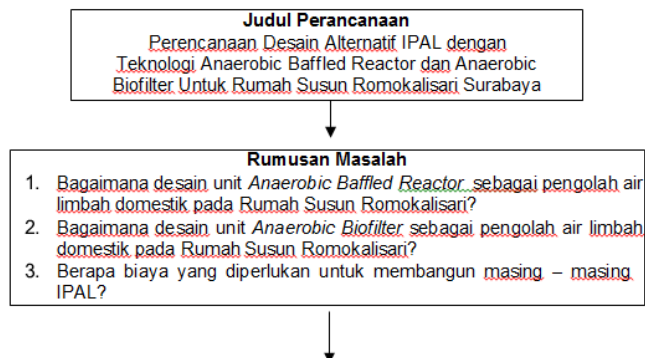 Judul Perancanaan
Perencanaan Desain Alternatif IPAL dengan
Teknologi Anaerobic Baffled Reactor dan Anaerobic
Biofilter Untuk Rumah Susun Romokalisari Surabaya
Rumusan Masalah
1. Bagaimana desain unit Anaerobic Baffled Reactor sebagai pengolah air
limbah domestik pada Rumah Susun Romokalisari?
2. Bagaimana desain unit Anaerobic Biofilter sebagai pengolah air limbah
domestik pada Rumah Susun Romokalisari?
3. Berapa biaya yang diperlukan untuk membangun masing – masing
IPAL?